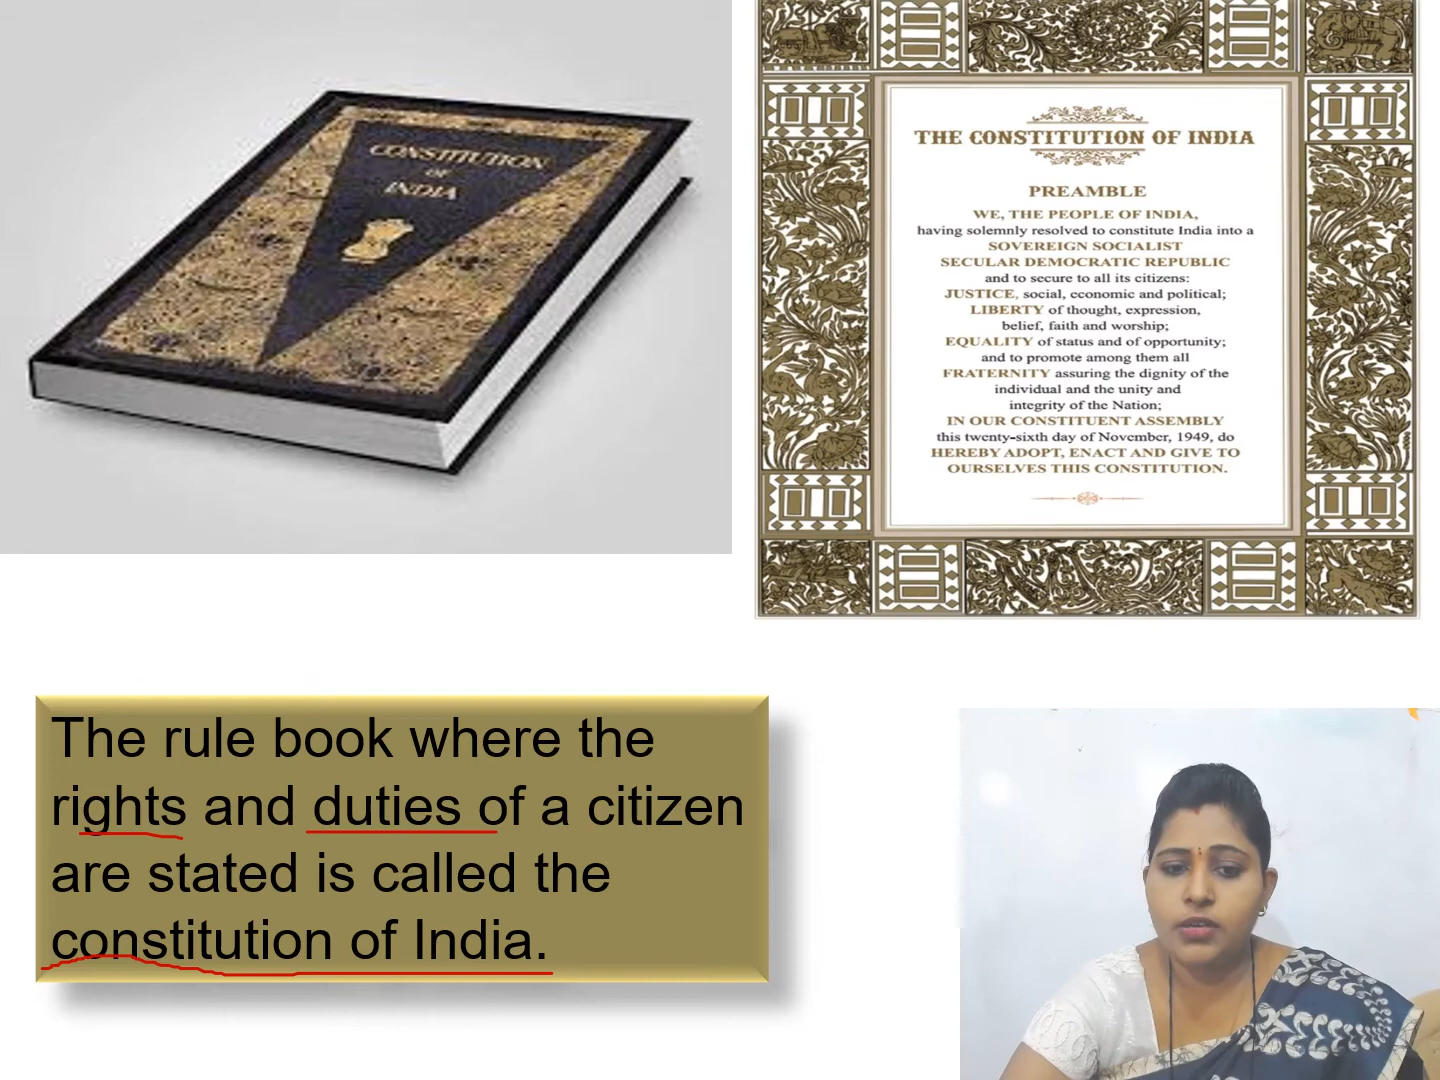 CONSTITUTION
OF
INDIA
THE CONSTITUTION OF INDIA
PREAMBLE
WE, THE PEOPLE OF INDIA,
having solemnly resolved to constitute India into a
SOVEREIGN SOCIALIST
SECULAR DEMOCRATIC REPUBLIC
and to secure to all its citizens:
JUSTICE, social, economic and political;
LIBERTY of thought, expression,
belief, faith and worship;
EQUALITY of status and of opportunity;
and to promote among them all
FRATERNITY assuring the dignity of the
individual and the unity and
integrity of the Nation;
IN OUR CONSTITUENT ASSEMBLY
this twenty-sixth day of November, 1949, do
HEREBY ADOPT, ENACT AND GIVE TO
OURSELVES THIS CONSTITUTION.
The rule book where the
rights and duties of a citizen
are stated is called the
constitution of India.